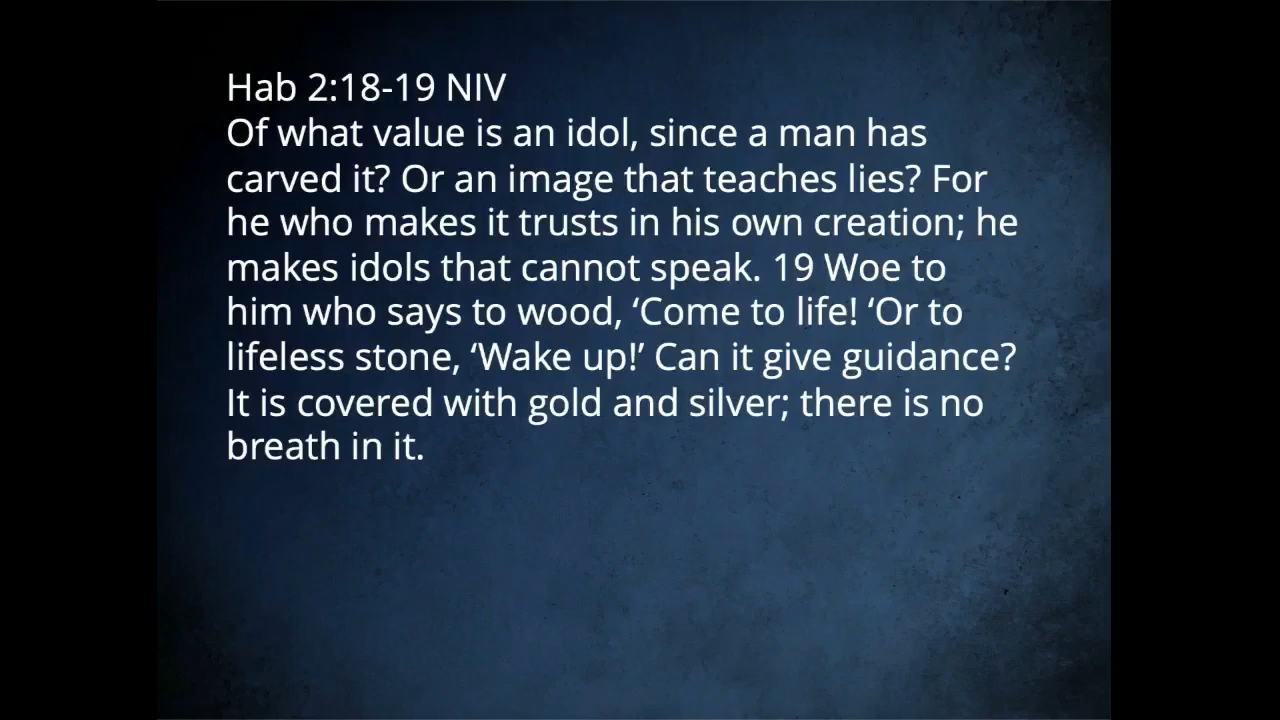 Hab 2:18-19 NIV
Of what value is an idol, since a man has
carved it? Or an image that teaches lies? For
he who makes it trusts in his own creation; he
makes idols that cannot speak. 19 Woe to
him who says to wood, ‘Come to life! ‘Or to
lifeless stone, ‘Wake up!’ Can it give guidance?
It is covered with gold and silver; there is no
breath in it.